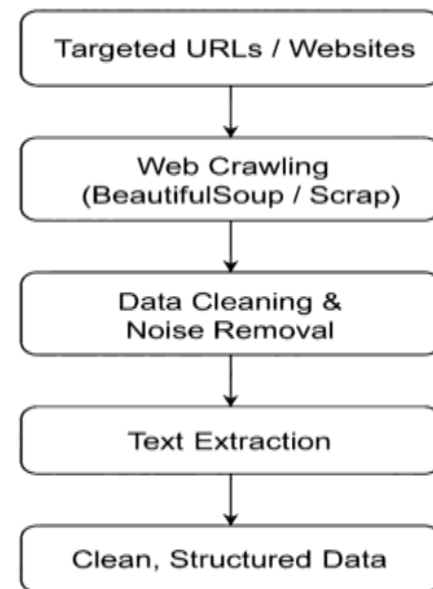 Targeted URLs / Websites
Web Crawling
(BeautifulSoup / Scrap)
Data Cleaning &
Noise Removal
Text Extraction
Clean, Structured Data